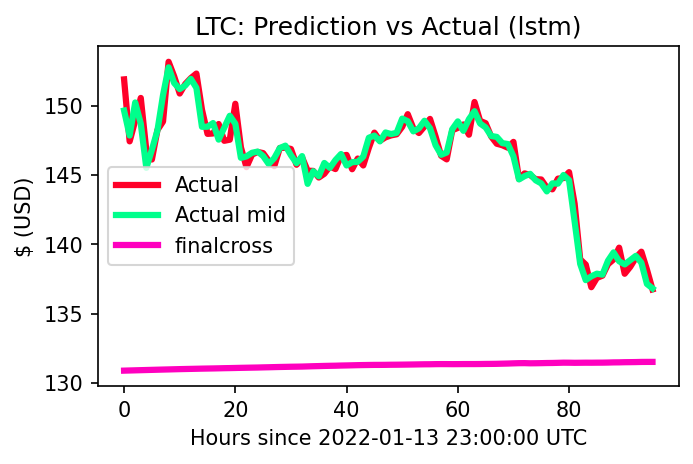 LTC: Prediction vs Actual (lstm)
$ (USD)
150
145
140
135
130
Actual
Actual mid
finalcross
0 20 40 60 80
Hours since 2022-01-13 23:00:00 UTC